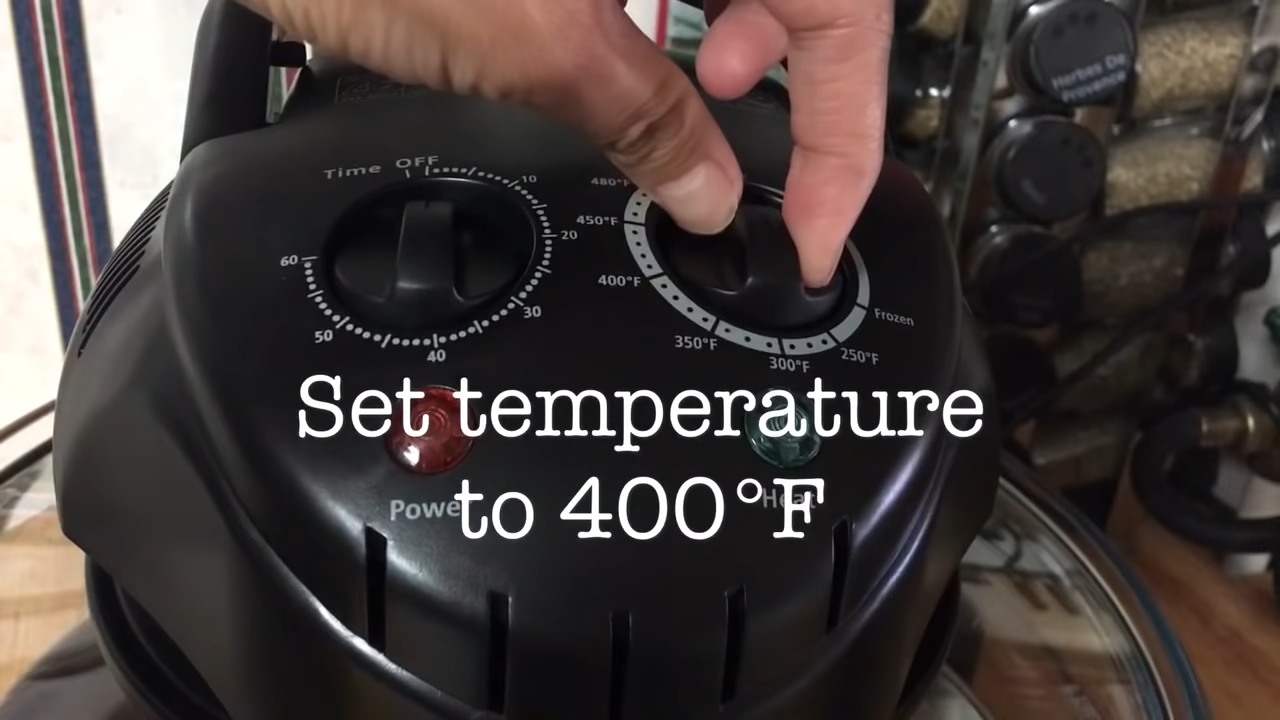 Herbes De
Provence
Time OFF
10
20
30
40
50
60
480°F
450°F
400°F
350°F
300°F
250°F
Frozen
Set temperature
to 400°F
Power
Heat